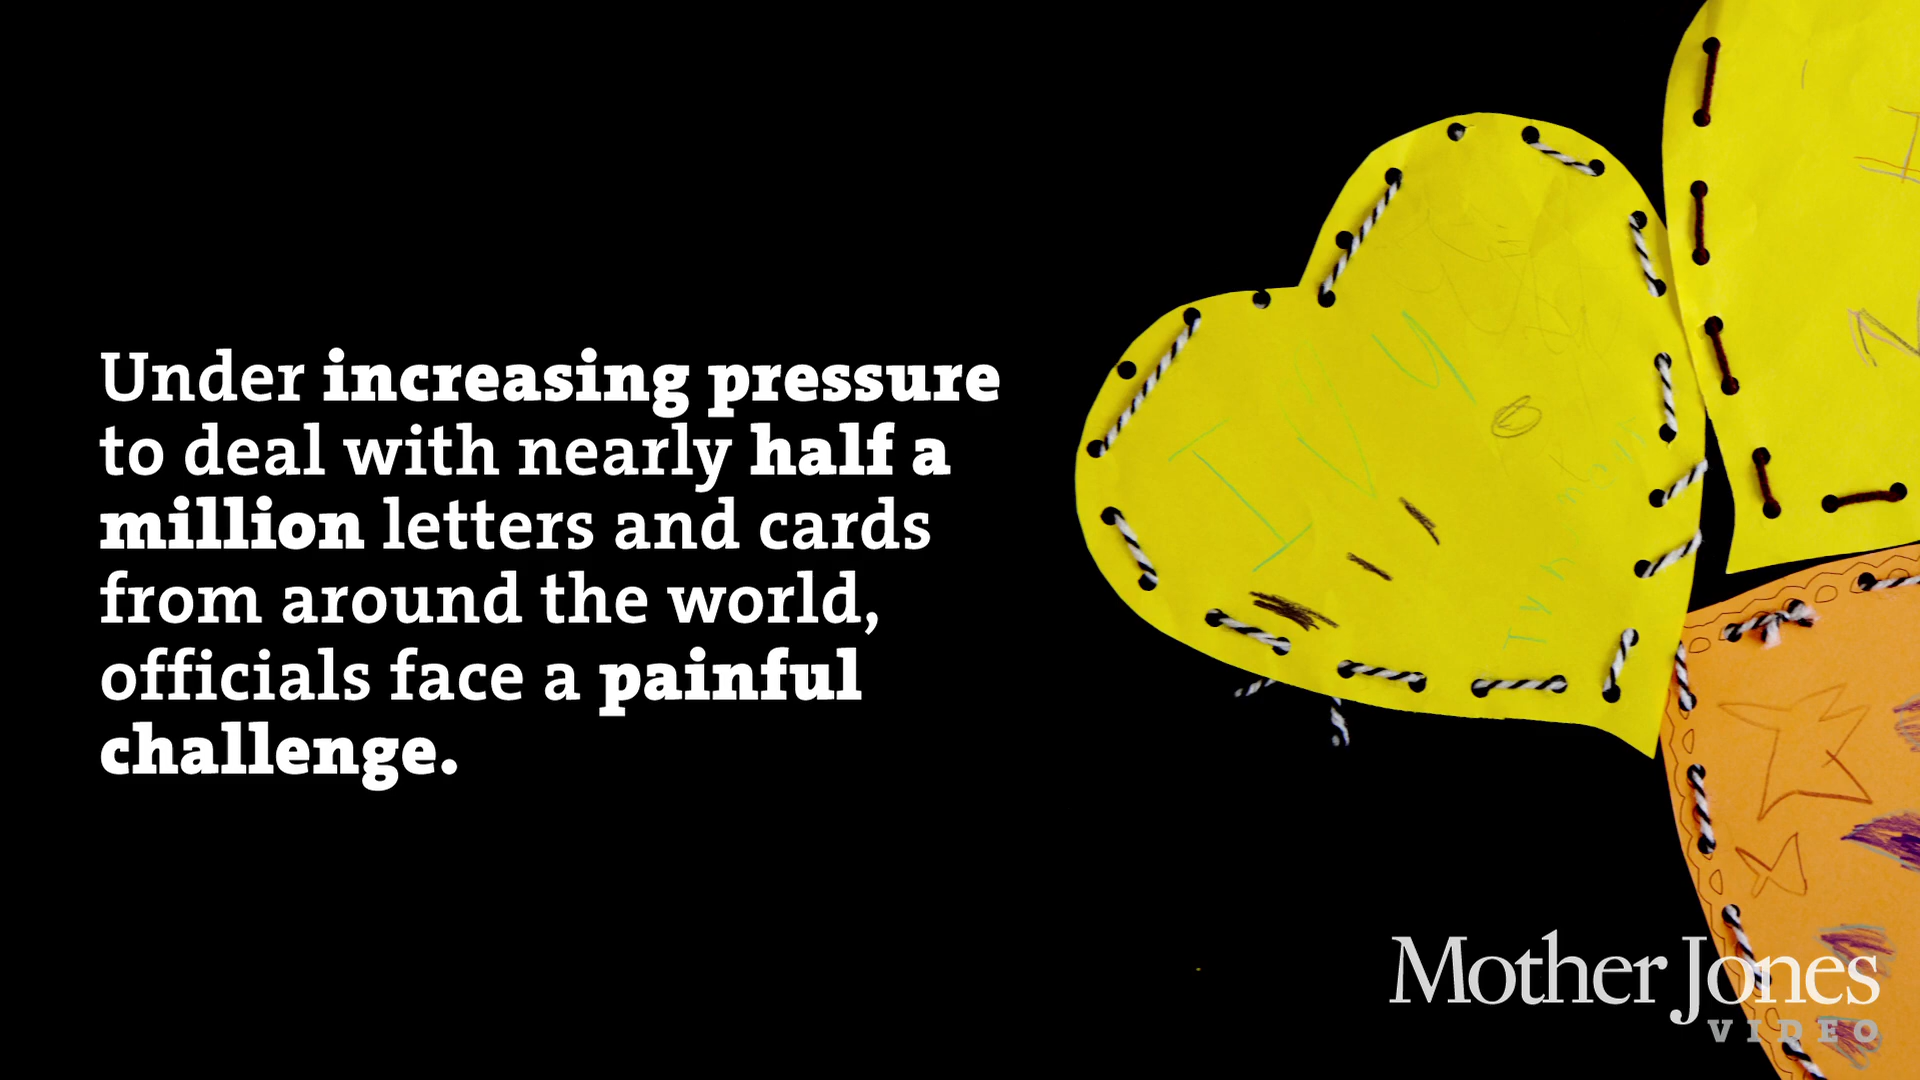 Under increasing pressure
to deal with nearly half a
million letters and cards
from around the world,
officials face a painful
challenge.
Mother Jones
VIDEO